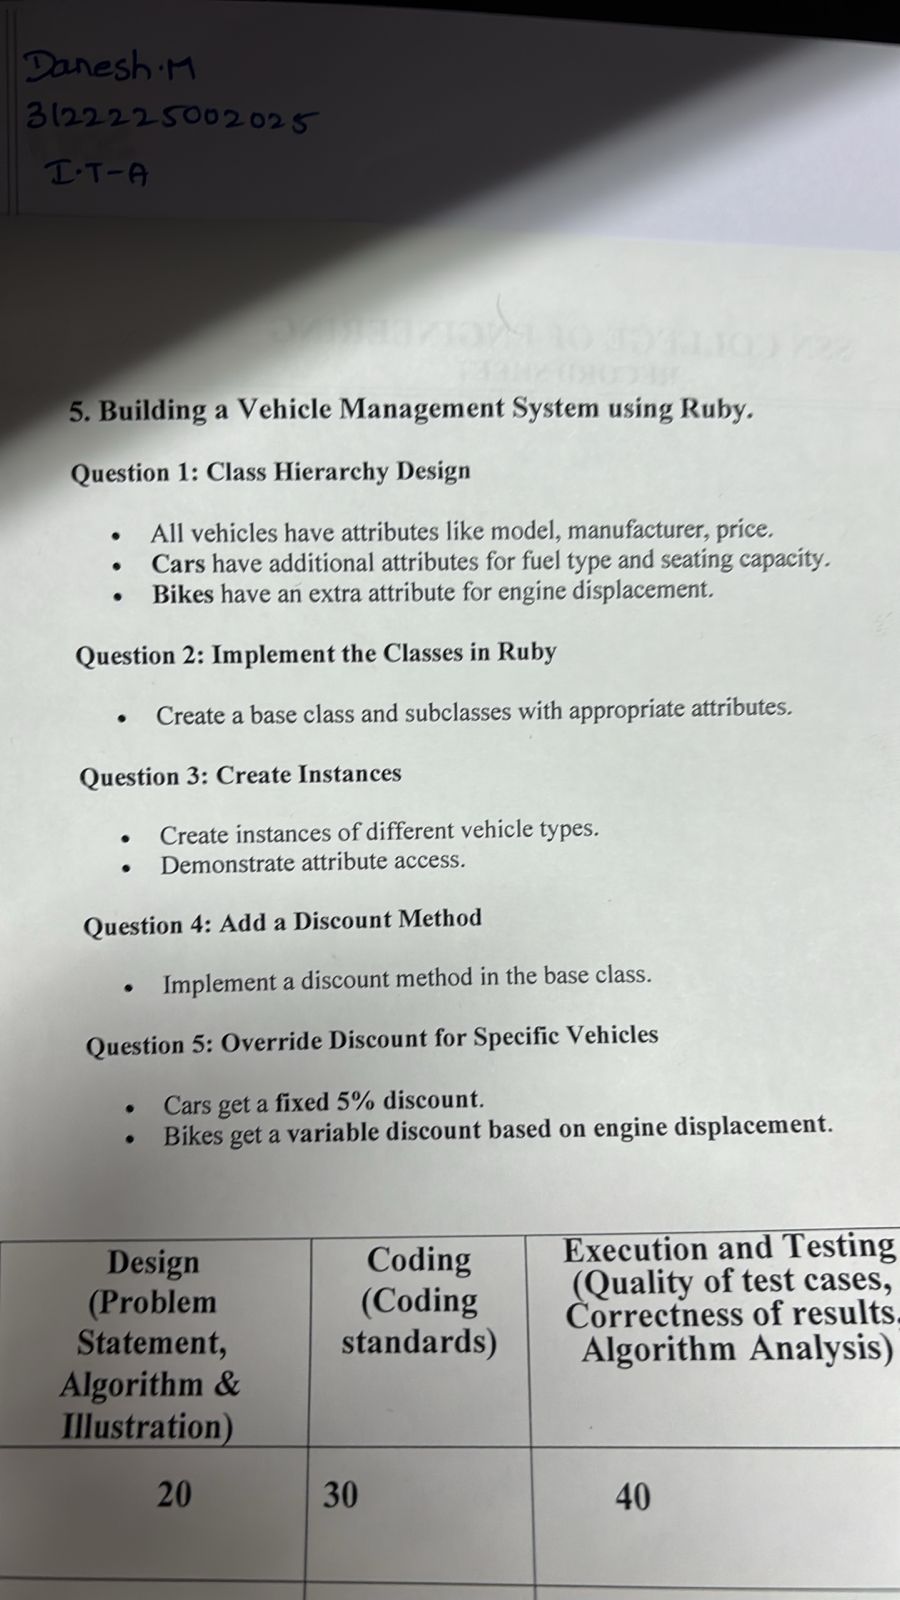 Danesh.M
3122225002025
I.T-A
5. Building a Vehicle Management System using Ruby.
Question 1: Class Hierarchy Design
• All vehicles have attributes like model, manufacturer, price.
• Cars have additional attributes for fuel type and seating capacity.
• Bikes have an extra attribute for engine displacement.
Question 2: Implement the Classes in Ruby
• Create a base class and subclasses with appropriate attributes.
Question 3: Create Instances
• Create instances of different vehicle types.
• Demonstrate attribute access.
Question 4: Add a Discount Method
• Implement a discount method in the base class.
Question 5: Override Discount for Specific Vehicles
• Cars get a fixed 5% discount.
• Bikes get a variable discount based on engine displacement.
Design
(Problem
Statement,
Algorithm &
Illustration)
Coding
(Coding
standards)
Execution and Testing
(Quality of test cases,
Correctness of results,
Algorithm Analysis)
20
30
40